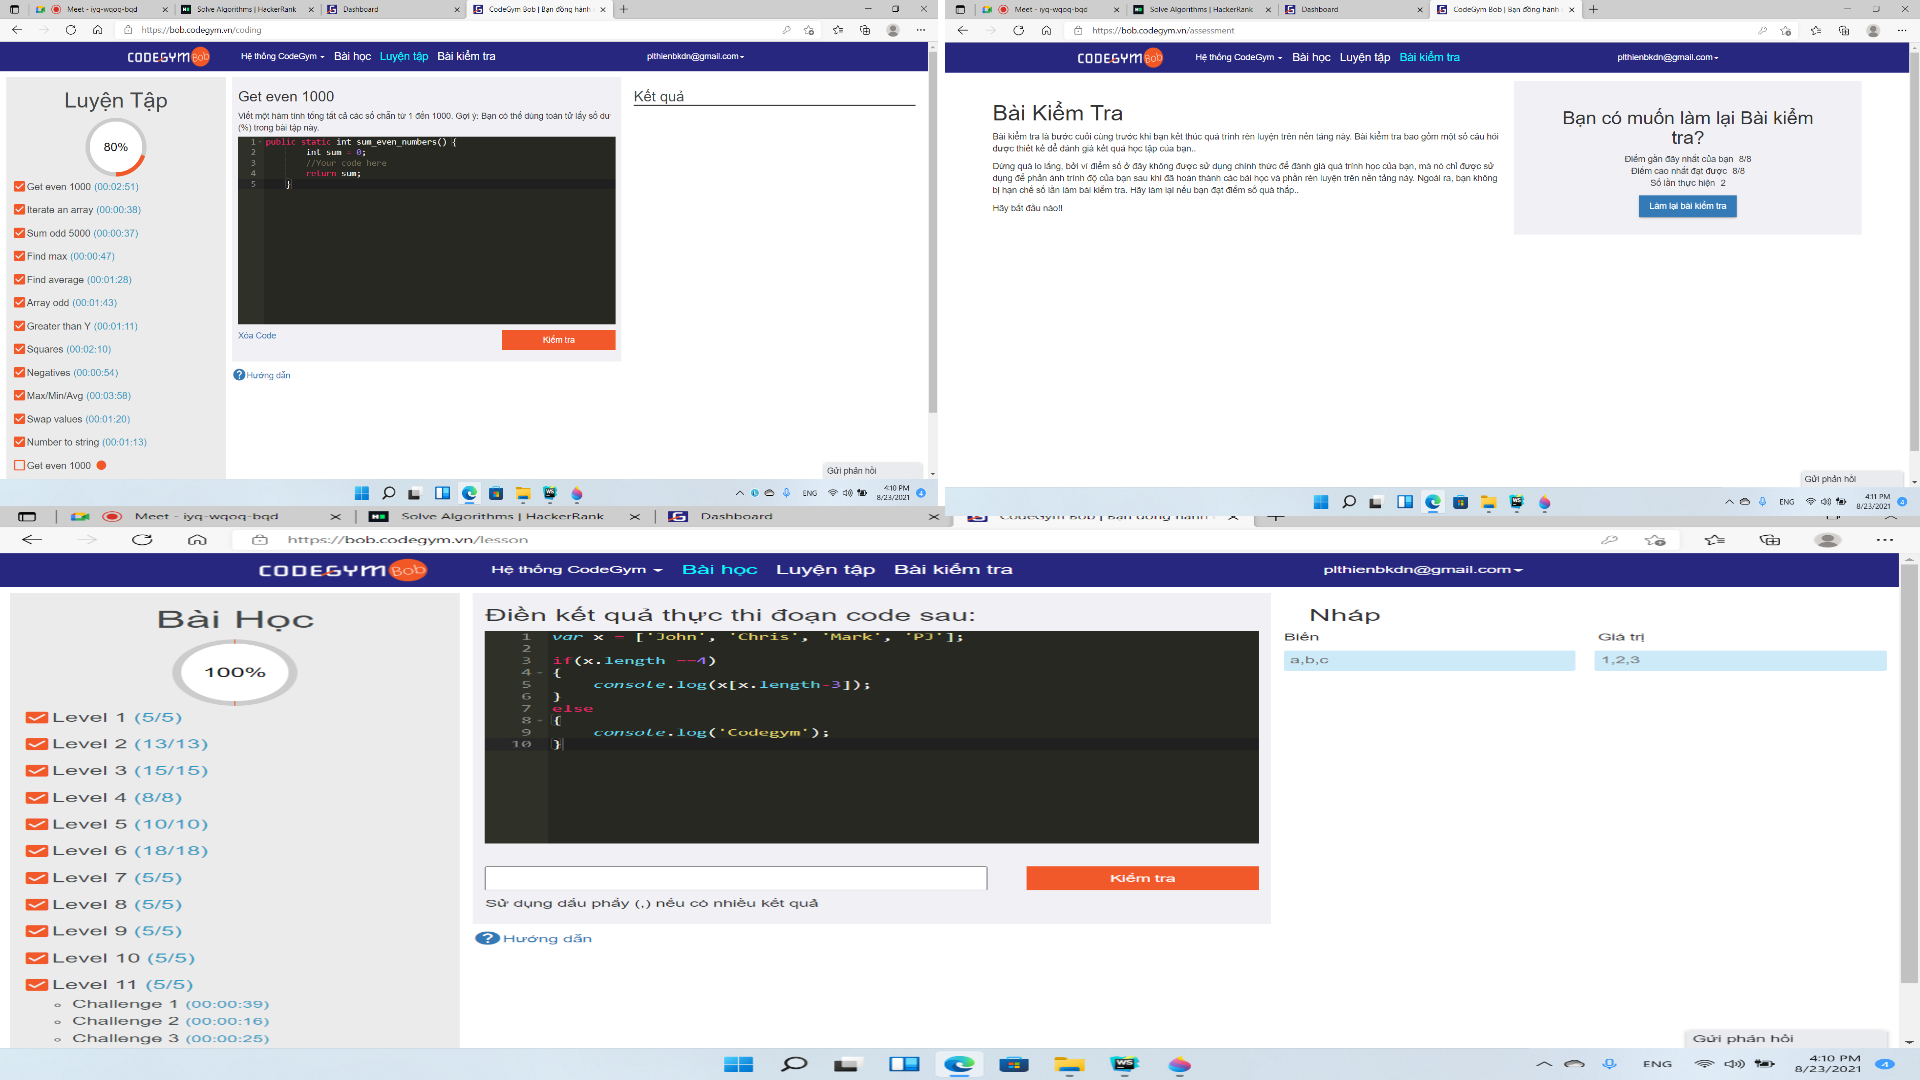 Meet - iyq-wqoq-bqd
Solve Algorithms | HackerRank
Dashboard
CodeGym Bob | Bạn đồng hành
https://bob.codegym.vn/coding
CODEGYM Bob
Hệ thống CodeGym
Bài học
Luyện tập
Bài kiểm tra
plthienbkdn@gmail.com
Luyện Tập
80%
Get even 1000 (00:02:51)
Iterate an array (00:00:38)
Sum odd 5000 (00:00:37)
Find max (00:00:47)
Find average (00:01:28)
Array odd (00:01:43)
Greater than Y (00:01:11)
Squares (00:02:10)
Negatives (00:00:54)
Max/Min/Avg (00:03:58)
Swap values (00:01:20)
Number to string (00:01:13)
Get even 1000
Get even 1000
Viết một hàm tính tổng tất cả các số chẵn từ 1 đến 1000. Gợi ý: Bạn có thể dùng toán tử lấy số dư
(%) trong bài tập này.
1 public static int sum_even_numbers() {
2 int sum = 0;
3 //Your code here
4 return sum;
5 }
Xóa Code
Kiểm tra
Hướng dẫn
Kết quả
Gửi phản hồi
ENG
4:10 PM
8/23/2021
4
Meet - iyq-wqoq-bqd
Solve Algorithms | HackerRank
Dashboard
CodeGym Bob | Bạn đồng hành
https://bob.codegym.vn/assessment
CODEGYM Bob
Hệ thống CodeGym
Bài học
Luyện tập
Bài kiểm tra
plthienbkdn@gmail.com
Bài Kiểm Tra
Bài kiểm tra là bước cuối cùng trước khi bạn kết thúc quá trình rèn luyện trên nền tảng này. Bài kiểm tra bao gồm một số câu hỏi
được thiết kế để đánh giá kết quả học tập của bạn..
Đừng quá lo lắng, bởi vì điểm số ở đây không được sử dụng chính thức để đánh giá quá trình học của bạn, mà nó chỉ được sử
dụng để phản ánh trình độ của bạn sau khi đã hoàn thành các bài học và phần rèn luyện trên nền tảng này. Ngoài ra, bạn không
bị hạn chế số lần làm bài kiểm tra. Hãy làm lại nếu bạn đạt điểm số quá thấp..
Hãy bắt đầu nào!!
Bạn có muốn làm lại Bài kiểm
tra?
Điểm gần đây nhất của bạn 8/8
Điểm cao nhất đạt được 8/8
Số lần thực hiện 2
Làm lại bài kiểm tra
Gửi phản hồi
ENG
4:11 PM
8/23/2021
4
Meet - iyq-wqoq-bqd
Solve Algorithms | HackerRank
Dashboard
CodeGym Bob | Bạn đồng hành
https://bob.codegym.vn/lesson
CODEGYM Bob
Hệ thống CodeGym
Bài học
Luyện tập
Bài kiểm tra
plthienbkdn@gmail.com
Bài Học
100%
Level 1 (5/5)
Level 2 (13/13)
Level 3 (15/15)
Level 4 (8/8)
Level 5 (10/10)
Level 6 (18/18)
Level 7 (5/5)
Level 8 (5/5)
Level 9 (5/5)
Level 10 (5/5)
Level 11 (5/5)
Challenge 1 (00:00:39)
Challenge 2 (00:00:16)
Challenge 3 (00:00:25)
Điền kết quả thực thi đoạn code sau:
1 var x = ['John', 'Chris', 'Mark', 'PJ'];
2
3 if(x.length ==4)
4 {
5 console.log(x[x.length-3]);
6 }
7 else
8 {
9 console.log('Codegym');
10 }
Kiểm tra
Sử dụng dấu phẩy (,) nếu có nhiều kết quả
Hướng dẫn
Nháp
Biến
Giá trị
a,b,c
1,2,3
Gửi phản hồi
ENG
4:10 PM
8/23/2021
4